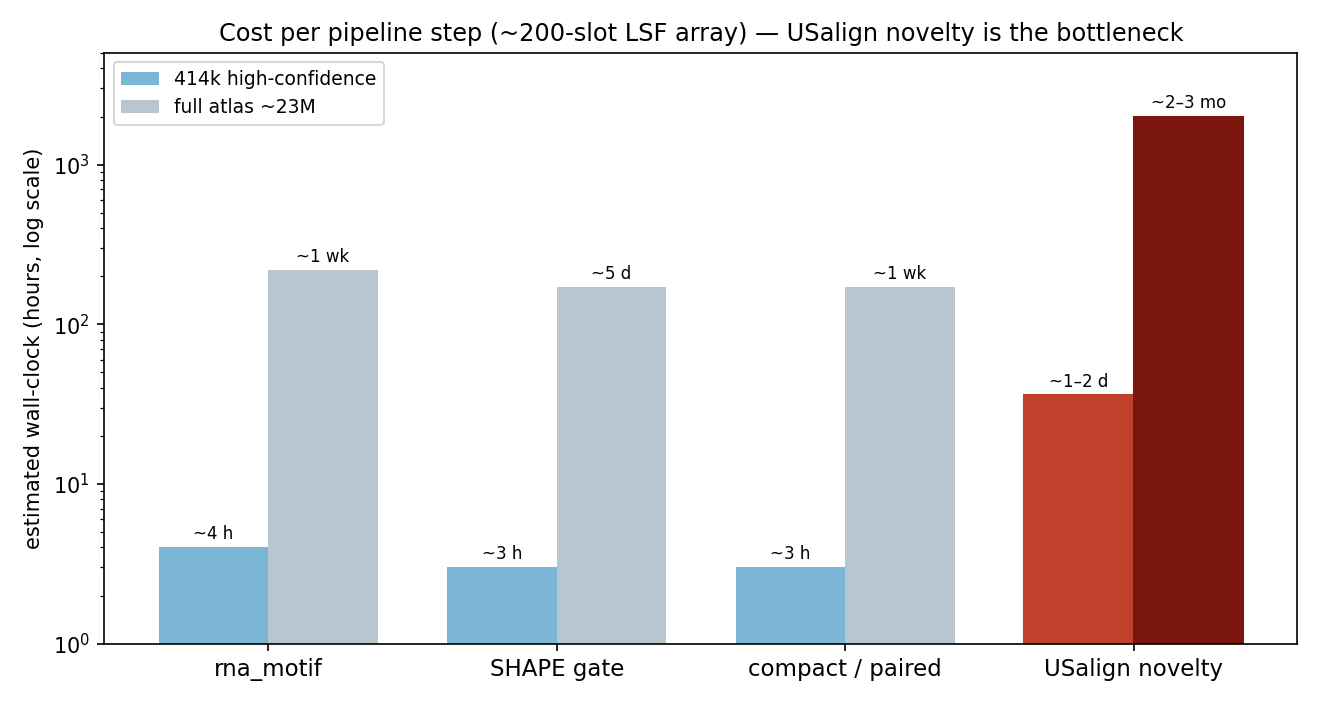 Cost per pipeline step (~200-slot LSF array) — USalign novelty is the bottleneck
414k high-confidence
full atlas ~23M
estimated wall-clock (hours, log scale)
10³
10²
10¹
10⁰
~4 h
~1 wk
~3 h
~5 d
~3 h
~1 wk
~1–2 d
~2–3 mo
rna_motif
SHAPE gate
compact / paired
USalign novelty